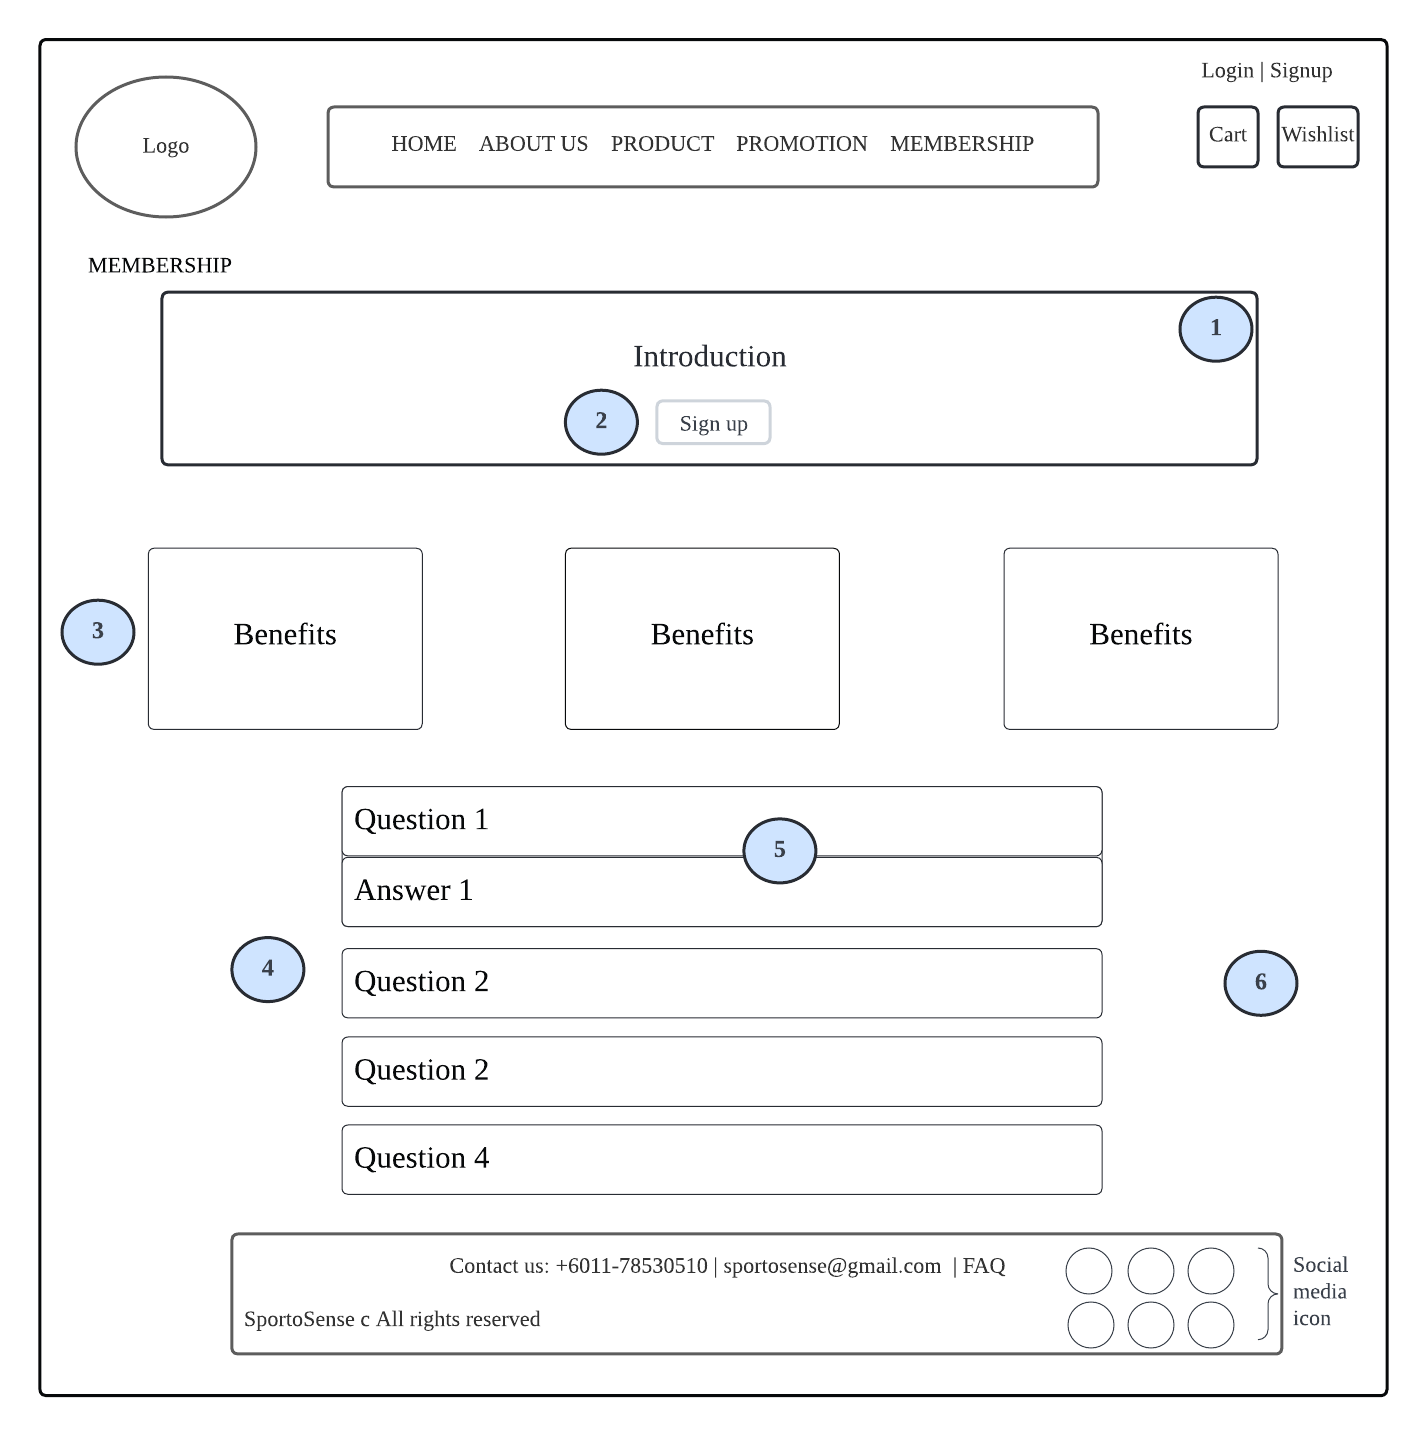 Login | Signup
Logo
HOME ABOUT US PRODUCT PROMOTION MEMBERSHIP
Cart
Wishlist
MEMBERSHIP
1
Introduction
2
Sign up
3
Benefits
Benefits
Benefits
Question 1
5
Answer 1
4
Question 2
6
Question 2
Question 4
Contact us: +6011-78530510 | sportosense@gmail.com | FAQ
SportoSense c All rights reserved
Social
media
icon